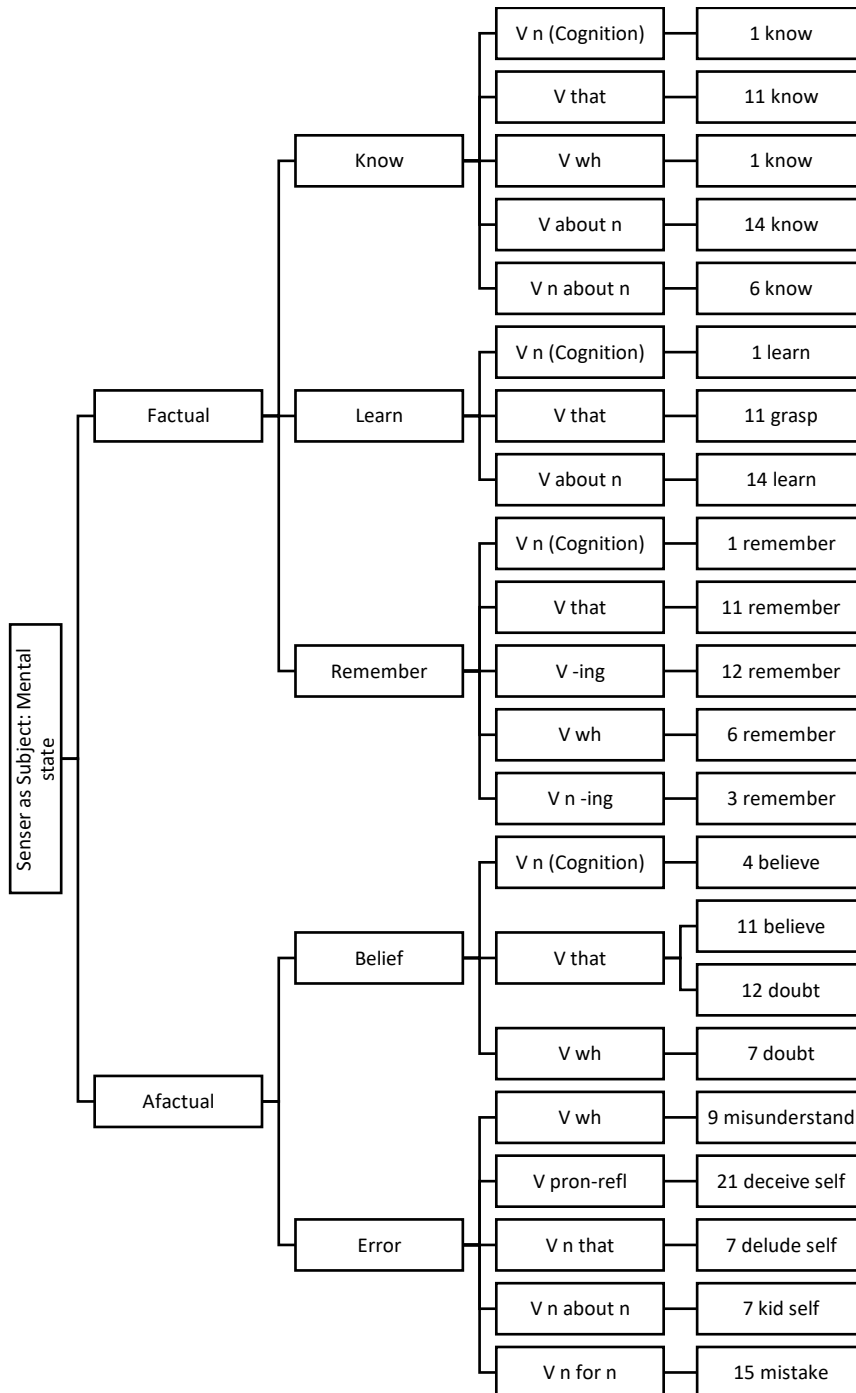 Senser as Subject: Mental
state
Factual
Know
V n (Cognition)
1 know
V that
11 know
V wh
1 know
V about n
14 know
V n about n
6 know
Learn
V n (Cognition)
1 learn
V that
11 grasp
V about n
14 learn
Remember
V n (Cognition)
1 remember
V that
11 remember
V -ing
12 remember
V wh
6 remember
V n -ing
3 remember
Afactual
Belief
V n (Cognition)
4 believe
V that
11 believe
12 doubt
V wh
7 doubt
Error
V wh
9 misunderstand
V pron-refl
21 deceive self
V n that
7 delude self
V n about n
7 kid self
V n for n
15 mistake